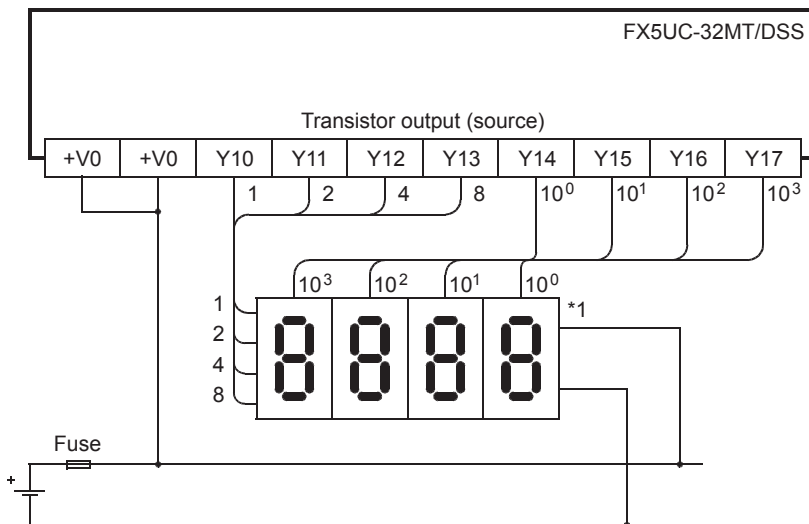 FX5UC-32MT/DSS
Transistor output (source)
+V0 +V0 Y10 Y11 Y12 Y13 Y14 Y15 Y16 Y17
1 2 4 8 10⁰ 10¹ 10² 10³
10³ 10² 10¹ 10⁰
1 *1
2
4
8
8888
Fuse
+